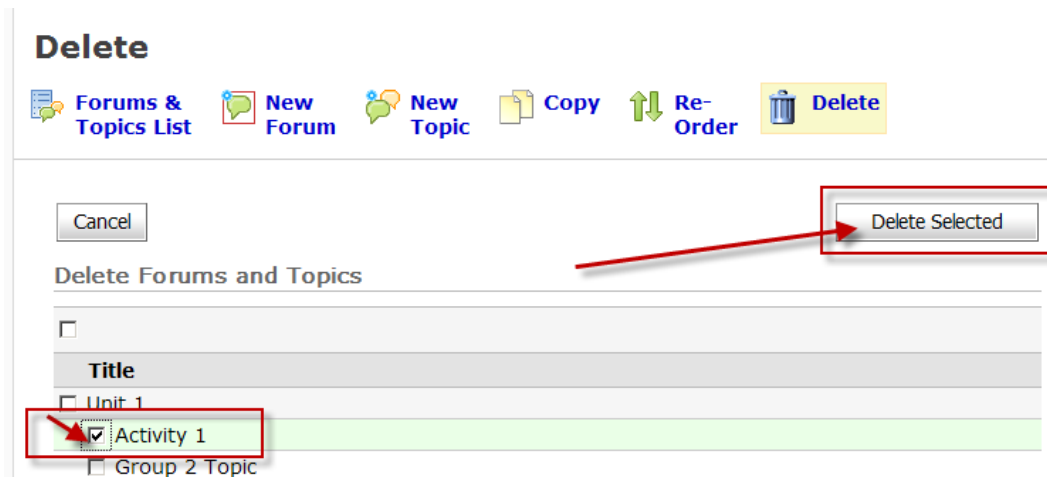 Delete
Forums & Topics List New Forum New Topic Copy Re-Order Delete
Cancel Delete Selected
Delete Forums and Topics
Title
Unit 1
Activity 1
Group 2 Topic